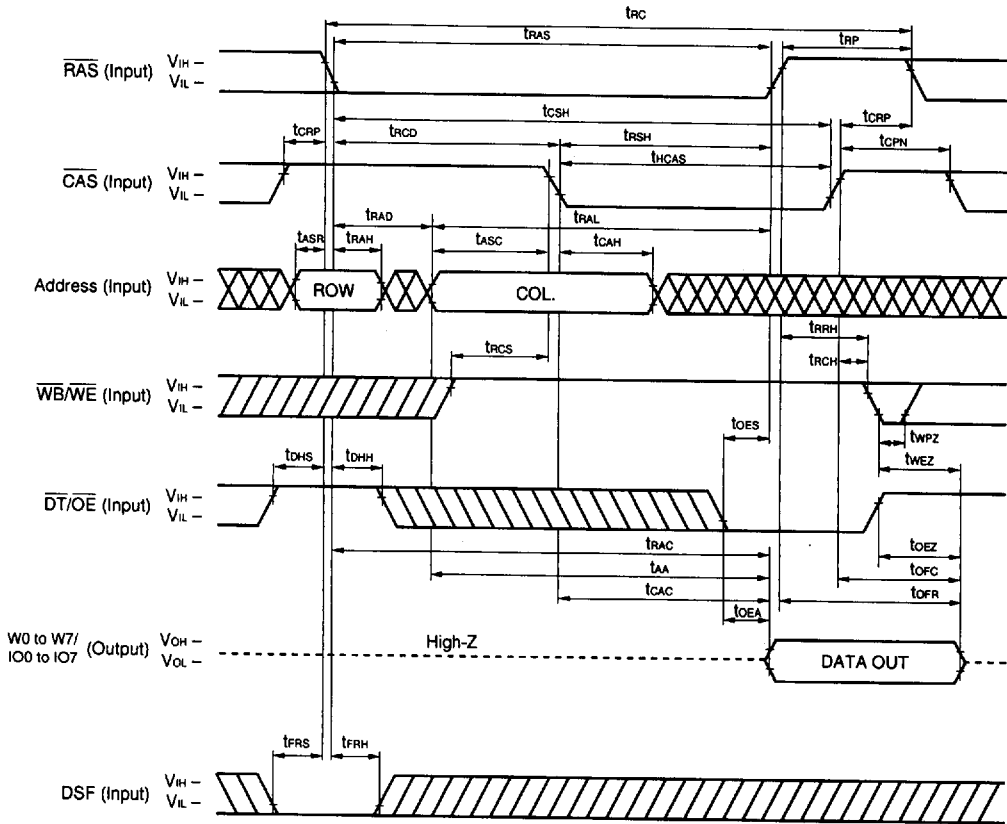 tRC
tRAS
tRP
RAS (Input)
VIH –
VIL –
tCSH
tCRP
tRCD
tRSH
tCRP
tHCAS
tCPN
CAS (Input)
VIH –
VIL –
tRAD
tRAL
tASR
tRAH
tASC
tCAH
Address (Input)
VIH –
VIL –
ROW
COL.
tRRH
tRCS
tRCH
WB/WE (Input)
VIH –
VIL –
tOES
tWPZ
tWEZ
tDHS
tDHH
DT/OE (Input)
VIH –
VIL –
tRAC
tOEZ
tAA
tOFC
tCAC
tOFR
tOEA
W0 to W7/
IO0 to IO7
(Output)
VOH –
VOL –
High-Z
DATA OUT
tFRS
tFRH
DSF (Input)
VIH –
VIL –